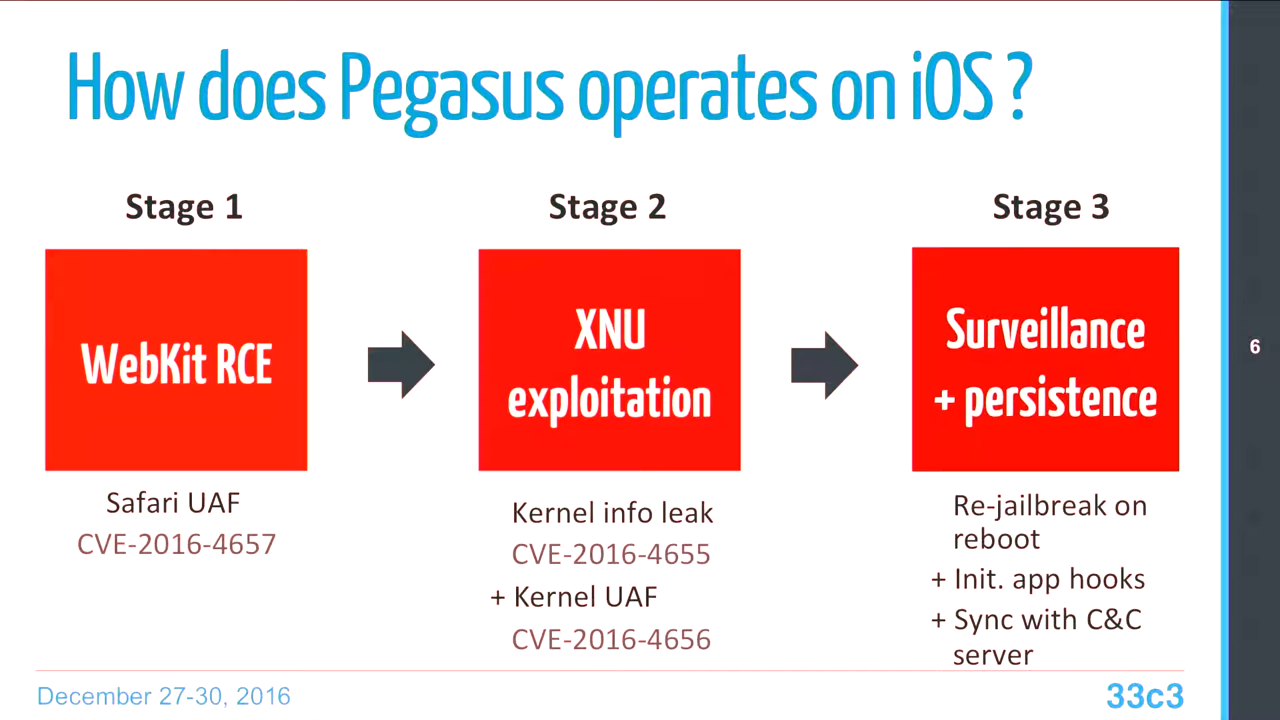 How does Pegasus operates on iOS ?
Stage 1
WebKit RCE
Safari UAF
CVE-2016-4657
Stage 2
XNU
exploitation
Kernel info leak
CVE-2016-4655
+ Kernel UAF
CVE-2016-4656
Stage 3
Surveillance
+ persistence
Re-jailbreak on
reboot
+ Init. app hooks
+ Sync with C&C
server
6
December 27-30, 2016
33c3